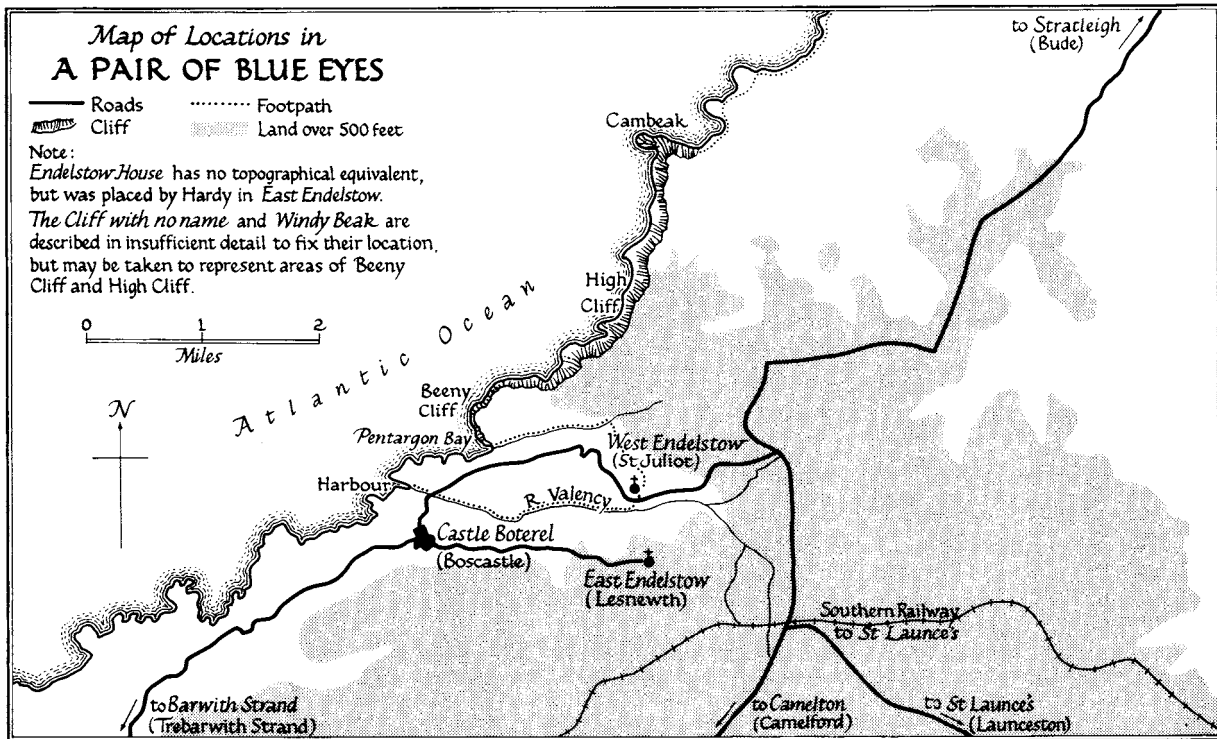 Map of Locations in
A PAIR OF BLUE EYES
Roads
Footpath
Cliff
Land over 500 feet
Note:
Endelstow House has no topographical equivalent,
but was placed by Hardy in East Endelstow.
The Cliff with no name and Windy Beak are
described in insufficient detail to fix their location,
but may be taken to represent areas of Beeny
Cliff and High Cliff.
0 1 2
Miles
N
Atlantic Ocean
to Stratleigh
(Bude)
Cambeak
High
Cliff
Beeny
Cliff
Pentargon Bay
Harbour
West Endelstow
(St Juliot)
R. Valency
Castle Boterel
(Boscastle)
East Endelstow
(Lesnewth)
Southern Railway
to St Launce's
to Barwith Strand
(Trebarwith Strand)
to Camelton
(Camelford)
to St Launce's
(Launceston)